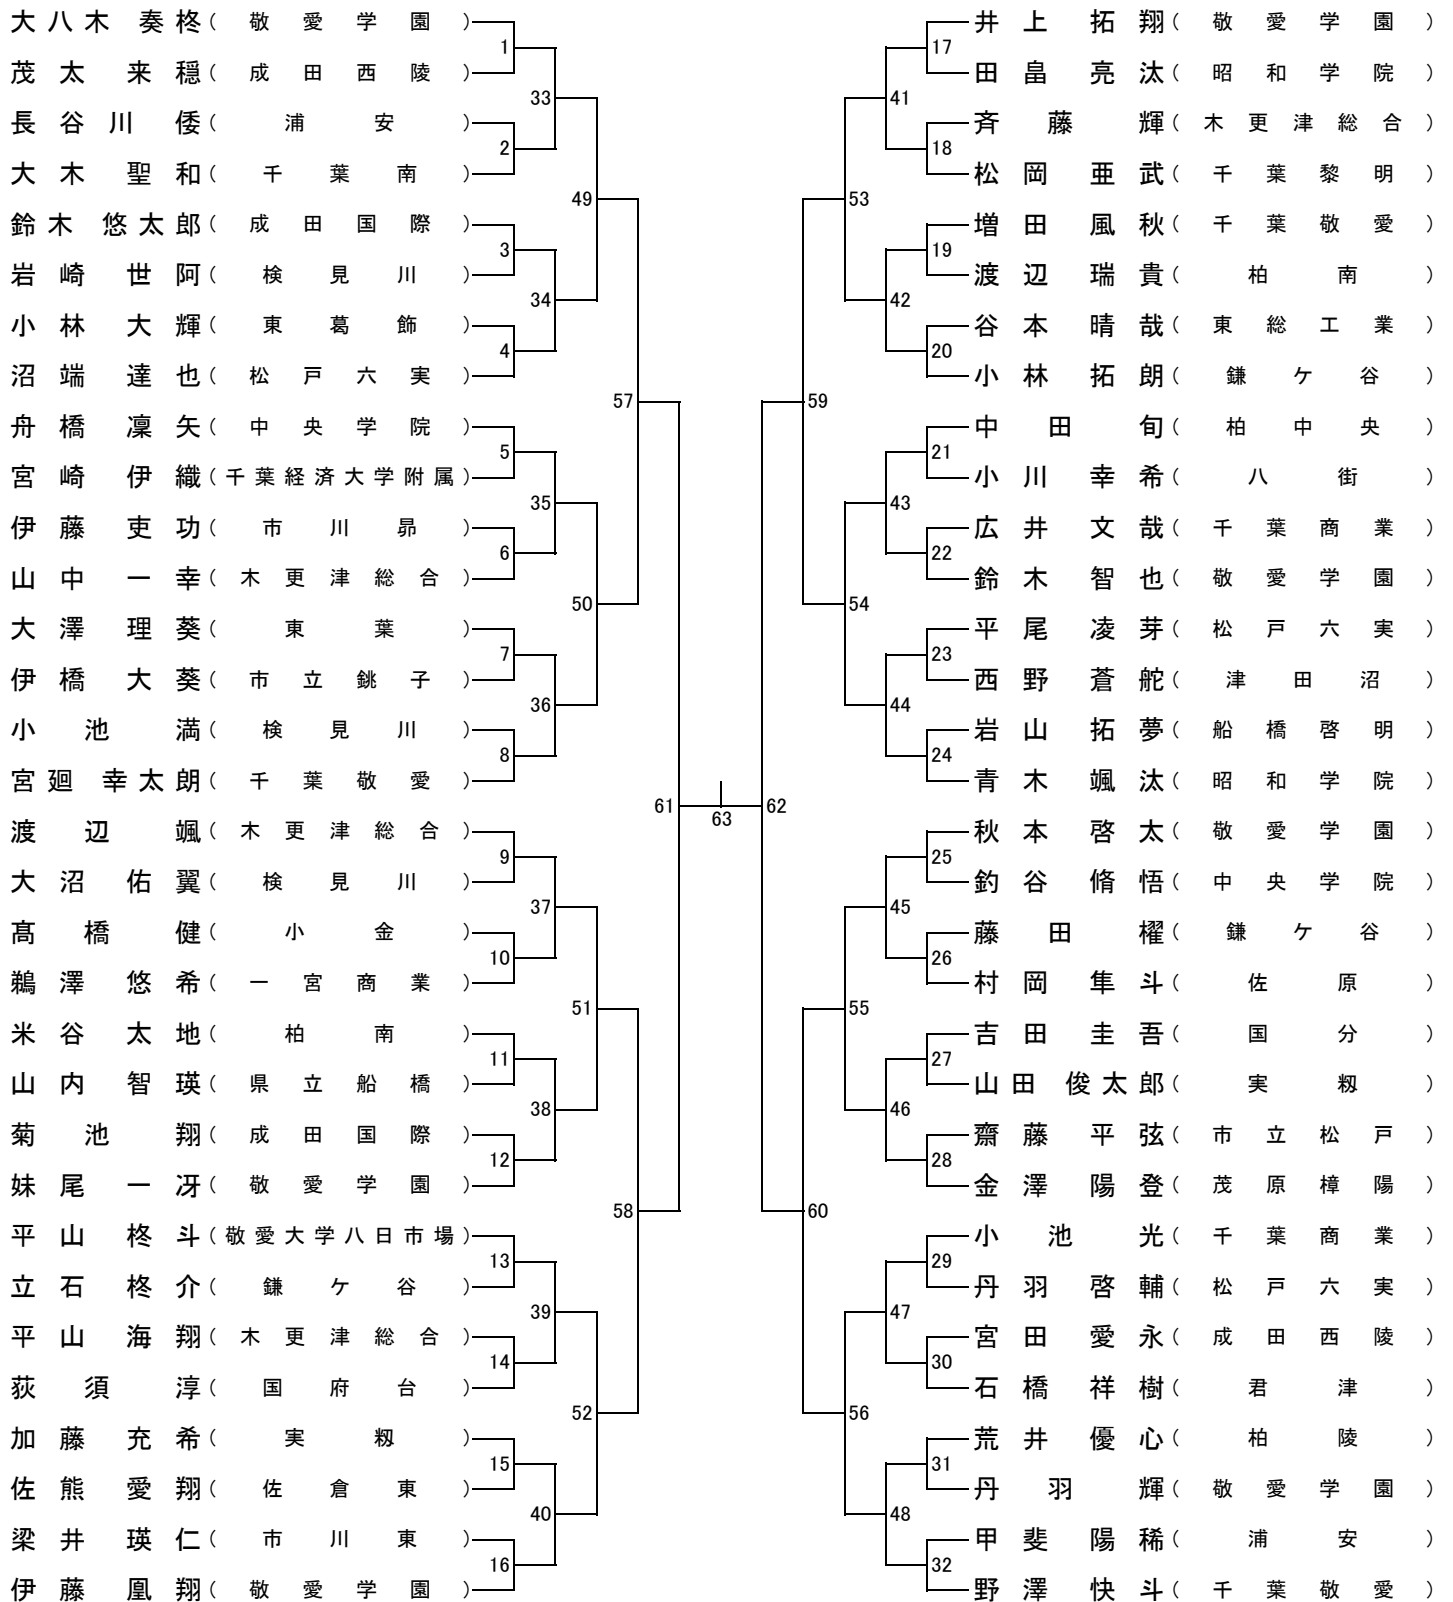 大八木 奏柊(敬愛学園)
1
茂太 来穏(成田西陵)
33
長谷川 倭(浦安)
2
大木 聖和(千葉南)
49
鈴木 悠太郎(成田国際)
3
岩崎 世阿(検見川)
34
小林 大輝(東葛飾)
4
沼端 達也(松戸六実)
57
舟橋 凜矢(中央学院)
5
宮崎 伊織(千葉経済大学附属)
35
伊藤 吏功(市川昴)
6
山中 一幸(木更津総合)
50
大澤 理葵(東葉)
7
伊橋 大葵(市立銚子)
36
小池 満(検見川)
8
宮廻 幸太朗(千葉敬愛)
61
渡辺 颯(木更津総合)
9
大沼 佑翼(検見川)
37
髙橋 健(小金)
10
鵜澤 悠希(一宮商業)
51
米谷 太地(柏南)
11
山内 智瑛(県立船橋)
38
菊池 翔(成田国際)
12
妹尾 一冴(敬愛学園)
58
平山 柊斗(敬愛大学八日市場)
13
立石 柊介(鎌ケ谷)
39
平山 海翔(木更津総合)
14
荻須 淳(国府台)
52
加藤 充希(実籾)
15
佐熊 愛翔(佐倉東)
40
梁井 瑛仁(市川東)
16
伊藤 凰翔(敬愛学園)
63
井上 拓翔(敬愛学園)
17
田畠 亮汰(昭和学院)
41
斉藤 輝(木更津総合)
18
松岡 亜武(千葉黎明)
53
増田 風秋(千葉敬愛)
19
渡辺 瑞貴(柏南)
42
谷本 晴哉(東総工業)
20
小林 拓朗(鎌ケ谷)
59
中田 旬(柏中央)
21
小川 幸希(八街)
43
広井 文哉(千葉商業)
22
鈴木 智也(敬愛学園)
54
平尾 凌芽(松戸六実)
23
西野 蒼舵(津田沼)
44
岩山 拓夢(船橋啓明)
24
青木 颯汰(昭和学院)
62
秋本 啓太(敬愛学園)
25
釣谷 脩悟(中央学院)
45
藤田 櫂(鎌ケ谷)
26
村岡 隼斗(佐原)
55
吉田 圭吾(国分)
27
山田 俊太郎(実籾)
46
齋藤 平弦(市立松戸)
28
金澤 陽登(茂原樟陽)
60
小池 光(千葉商業)
29
丹羽 啓輔(松戸六実)
47
宮田 愛永(成田西陵)
30
石橋 祥樹(君津)
56
荒井 優心(柏陵)
31
丹羽 輝(敬愛学園)
48
甲斐 陽稀(浦安)
32
野澤 快斗(千葉敬愛)